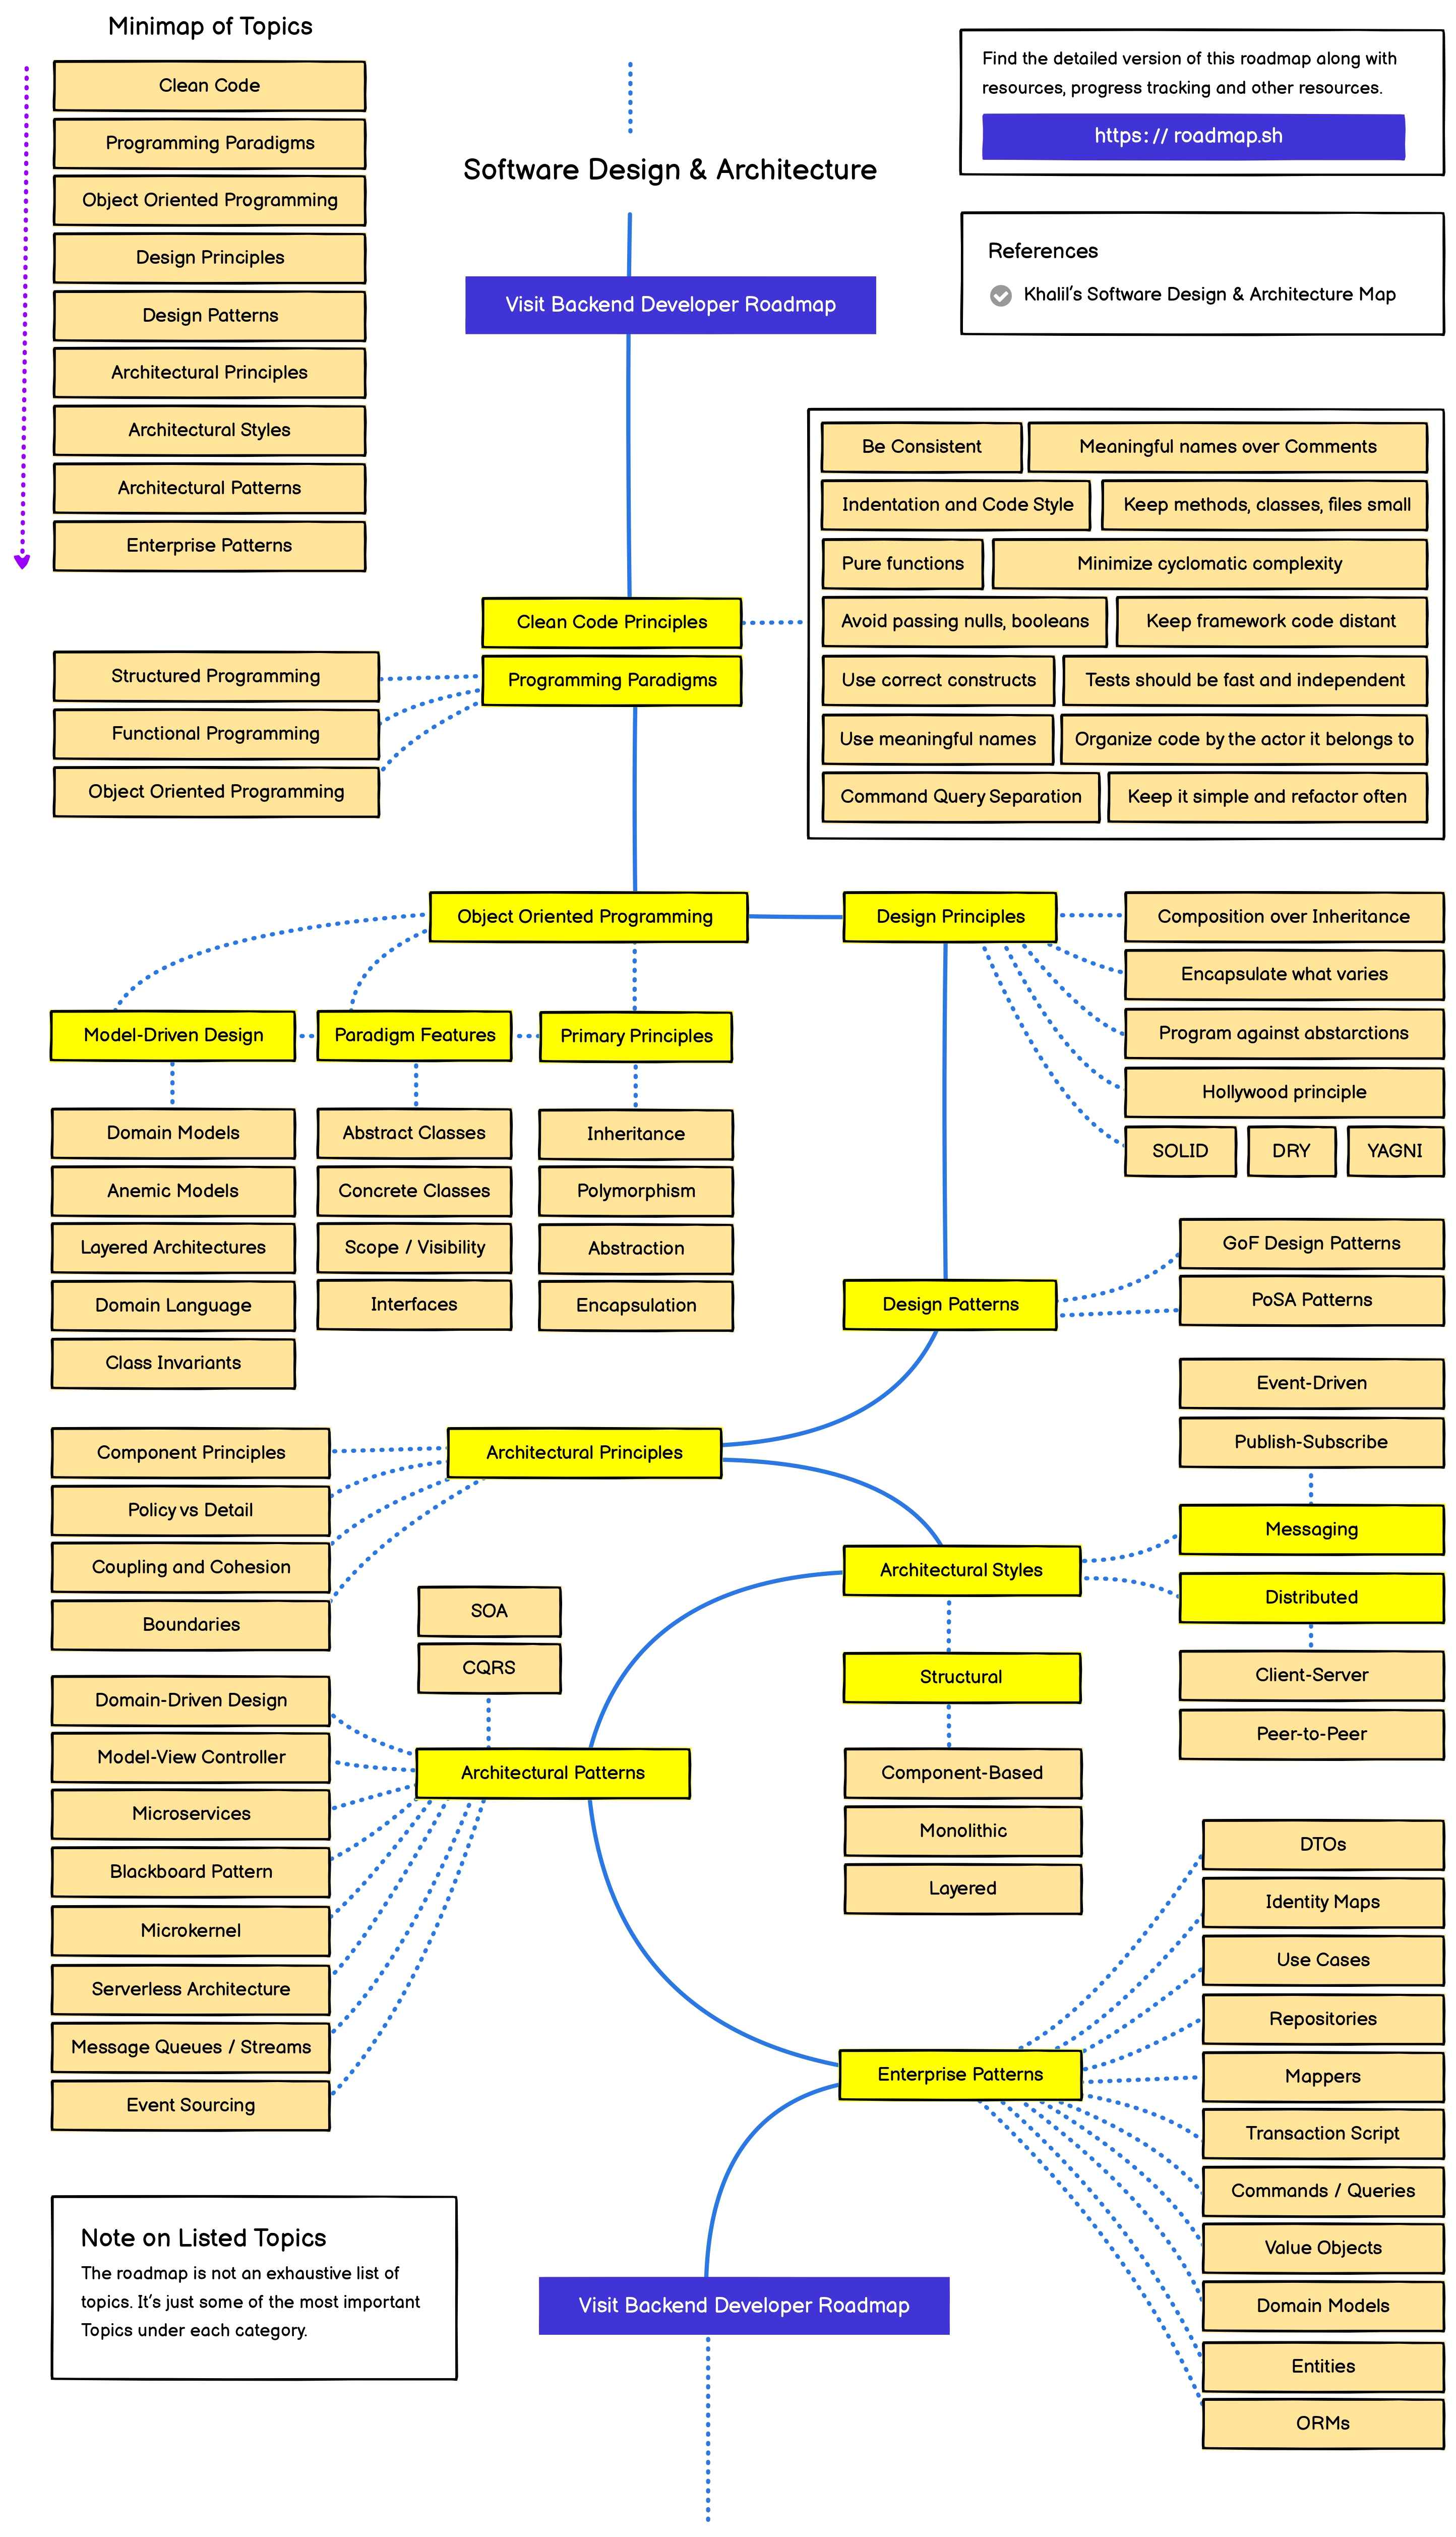 Minimap of Topics
Clean Code
Programming Paradigms
Object Oriented Programming
Design Principles
Design Patterns
Architectural Principles
Architectural Styles
Architectural Patterns
Enterprise Patterns
Software Design & Architecture
Visit Backend Developer Roadmap
Find the detailed version of this roadmap along with
resources, progress tracking and other resources.
https: // roadmap.sh
References
Khalil's Software Design & Architecture Map
Clean Code Principles
Be Consistent
Meaningful names over Comments
Indentation and Code Style
Keep methods, classes, files small
Pure functions
Minimize cyclomatic complexity
Avoid passing nulls, booleans
Keep framework code distant
Use correct constructs
Tests should be fast and independent
Use meaningful names
Organize code by the actor it belongs to
Command Query Separation
Keep it simple and refactor often
Programming Paradigms
Structured Programming
Functional Programming
Object Oriented Programming
Object Oriented Programming
Model-Driven Design
Domain Models
Anemic Models
Layered Architectures
Domain Language
Class Invariants
Paradigm Features
Abstract Classes
Concrete Classes
Scope / Visibility
Interfaces
Primary Principles
Inheritance
Polymorphism
Abstraction
Encapsulation
Design Principles
Composition over Inheritance
Encapsulate what varies
Program against abstarctions
Hollywood principle
SOLID
DRY
YAGNI
Design Patterns
GoF Design Patterns
PoSA Patterns
Architectural Principles
Component Principles
Policy vs Detail
Coupling and Cohesion
Boundaries
Architectural Styles
Event-Driven
Publish-Subscribe
Messaging
Distributed
Client-Server
Peer-to-Peer
Structural
Component-Based
Monolithic
Layered
SOA
CQRS
Architectural Patterns
Domain-Driven Design
Model-View Controller
Microservices
Blackboard Pattern
Microkernel
Serverless Architecture
Message Queues / Streams
Event Sourcing
Enterprise Patterns
DTOs
Identity Maps
Use Cases
Repositories
Mappers
Transaction Script
Commands / Queries
Value Objects
Domain Models
Entities
ORMs
Note on Listed Topics
The roadmap is not an exhaustive list of
topics. It's just some of the most important
Topics under each category.
Visit Backend Developer Roadmap